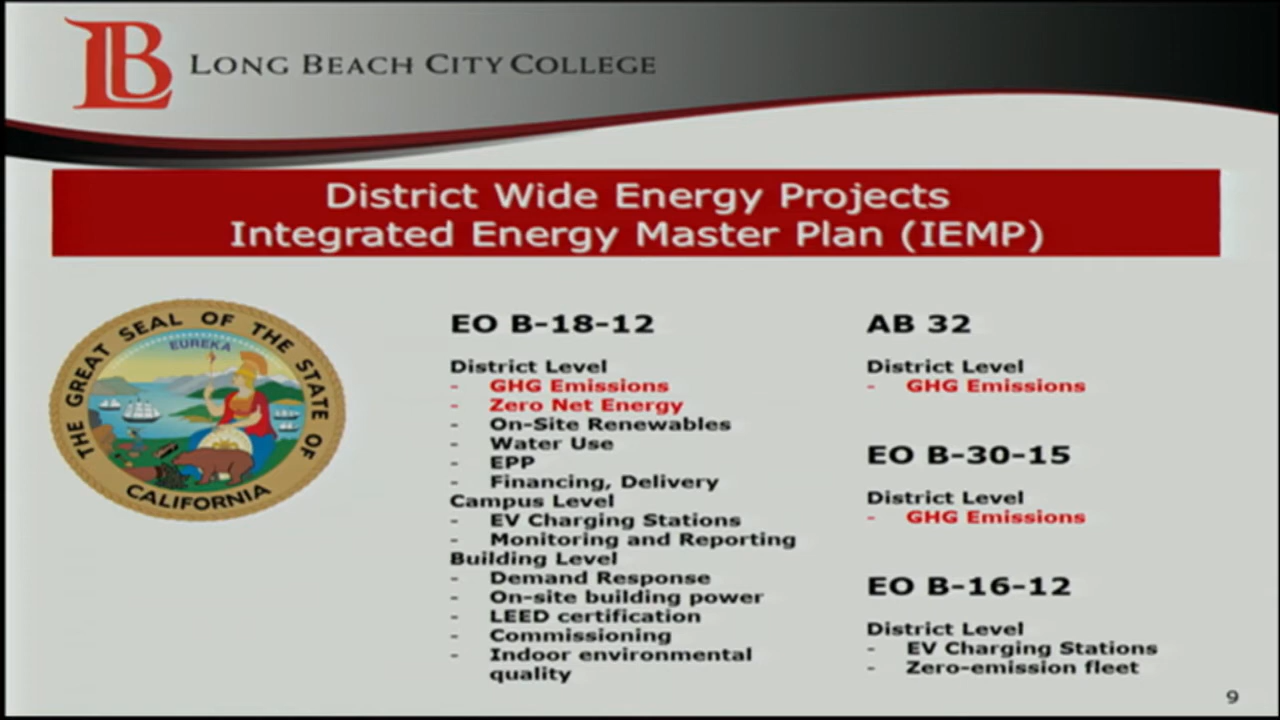 LB LONG BEACH CITY COLLEGE
District Wide Energy Projects
Integrated Energy Master Plan (IEMP)
THE GREAT SEAL OF THE STATE OF CALIFORNIA
EUREKA
EO B-18-12
District Level
- GHG Emissions
- Zero Net Energy
- On-Site Renewables
- Water Use
- EPP
- Financing, Delivery
Campus Level
- EV Charging Stations
- Monitoring and Reporting
Building Level
- Demand Response
- On-site building power
- LEED certification
- Commissioning
- Indoor environmental
quality
AB 32
District Level
- GHG Emissions
EO B-30-15
District Level
- GHG Emissions
EO B-16-12
District Level
- EV Charging Stations
- Zero-emission fleet
9